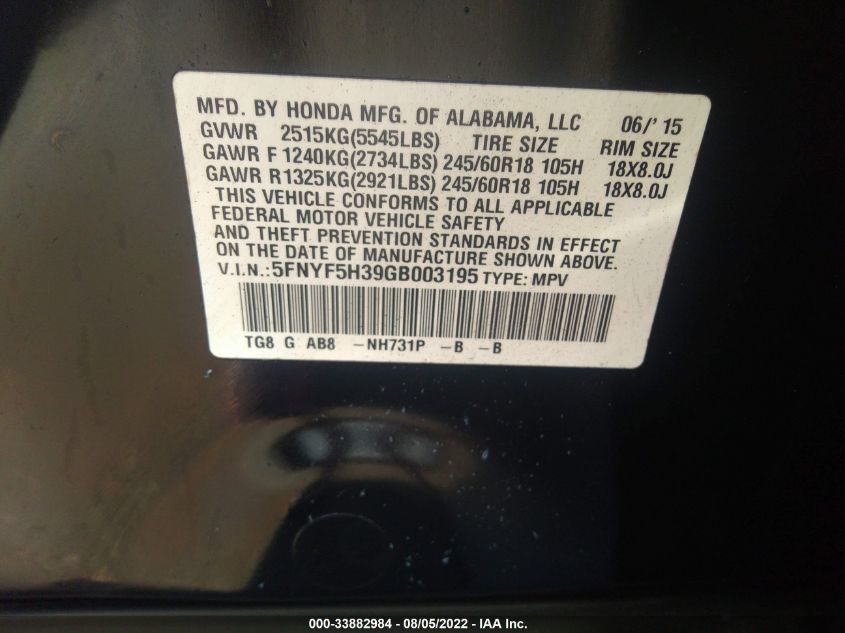 MFD. BY HONDA MFG. OF ALABAMA, LLC 06/' 15
GVWR 2515KG(5545LBS) TIRE SIZE RIM SIZE
GAWR F 1240KG(2734LBS) 245/60R18 105H 18X8.0J
GAWR R1325KG(2921LBS) 245/60R18 105H 18X8.0J
THIS VEHICLE CONFORMS TO ALL APPLICABLE
FEDERAL MOTOR VEHICLE SAFETY
AND THEFT PREVENTION STANDARDS IN EFFECT
ON THE DATE OF MANUFACTURE SHOWN ABOVE.
V.I.N.:5FNYF5H39GB003195 TYPE: MPV
TG8 G AB8 -NH731P -B -B
000-33882984 - 08/05/2022 - IAA Inc.